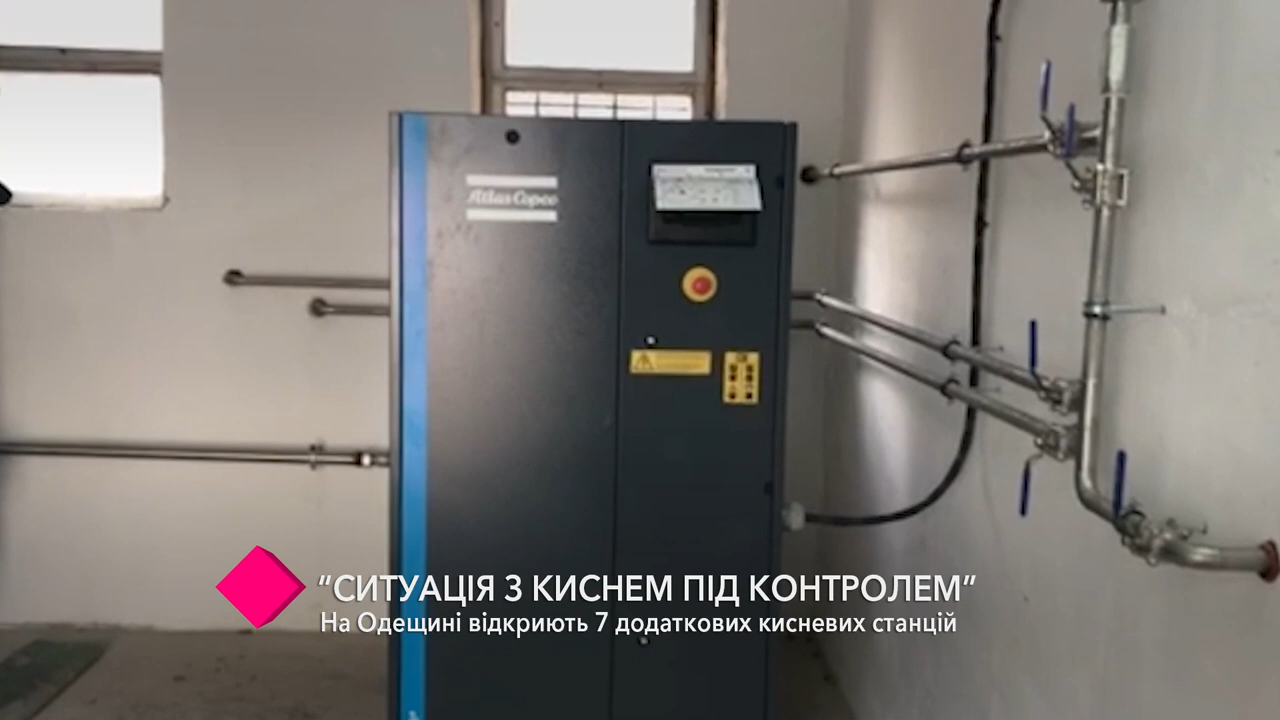 Atlas Copco
“СИТУАЦІЯ З КИСНЕМ ПІД КОНТРОЛЕМ”
На Одещині відкриють 7 додаткових кисневих станцій